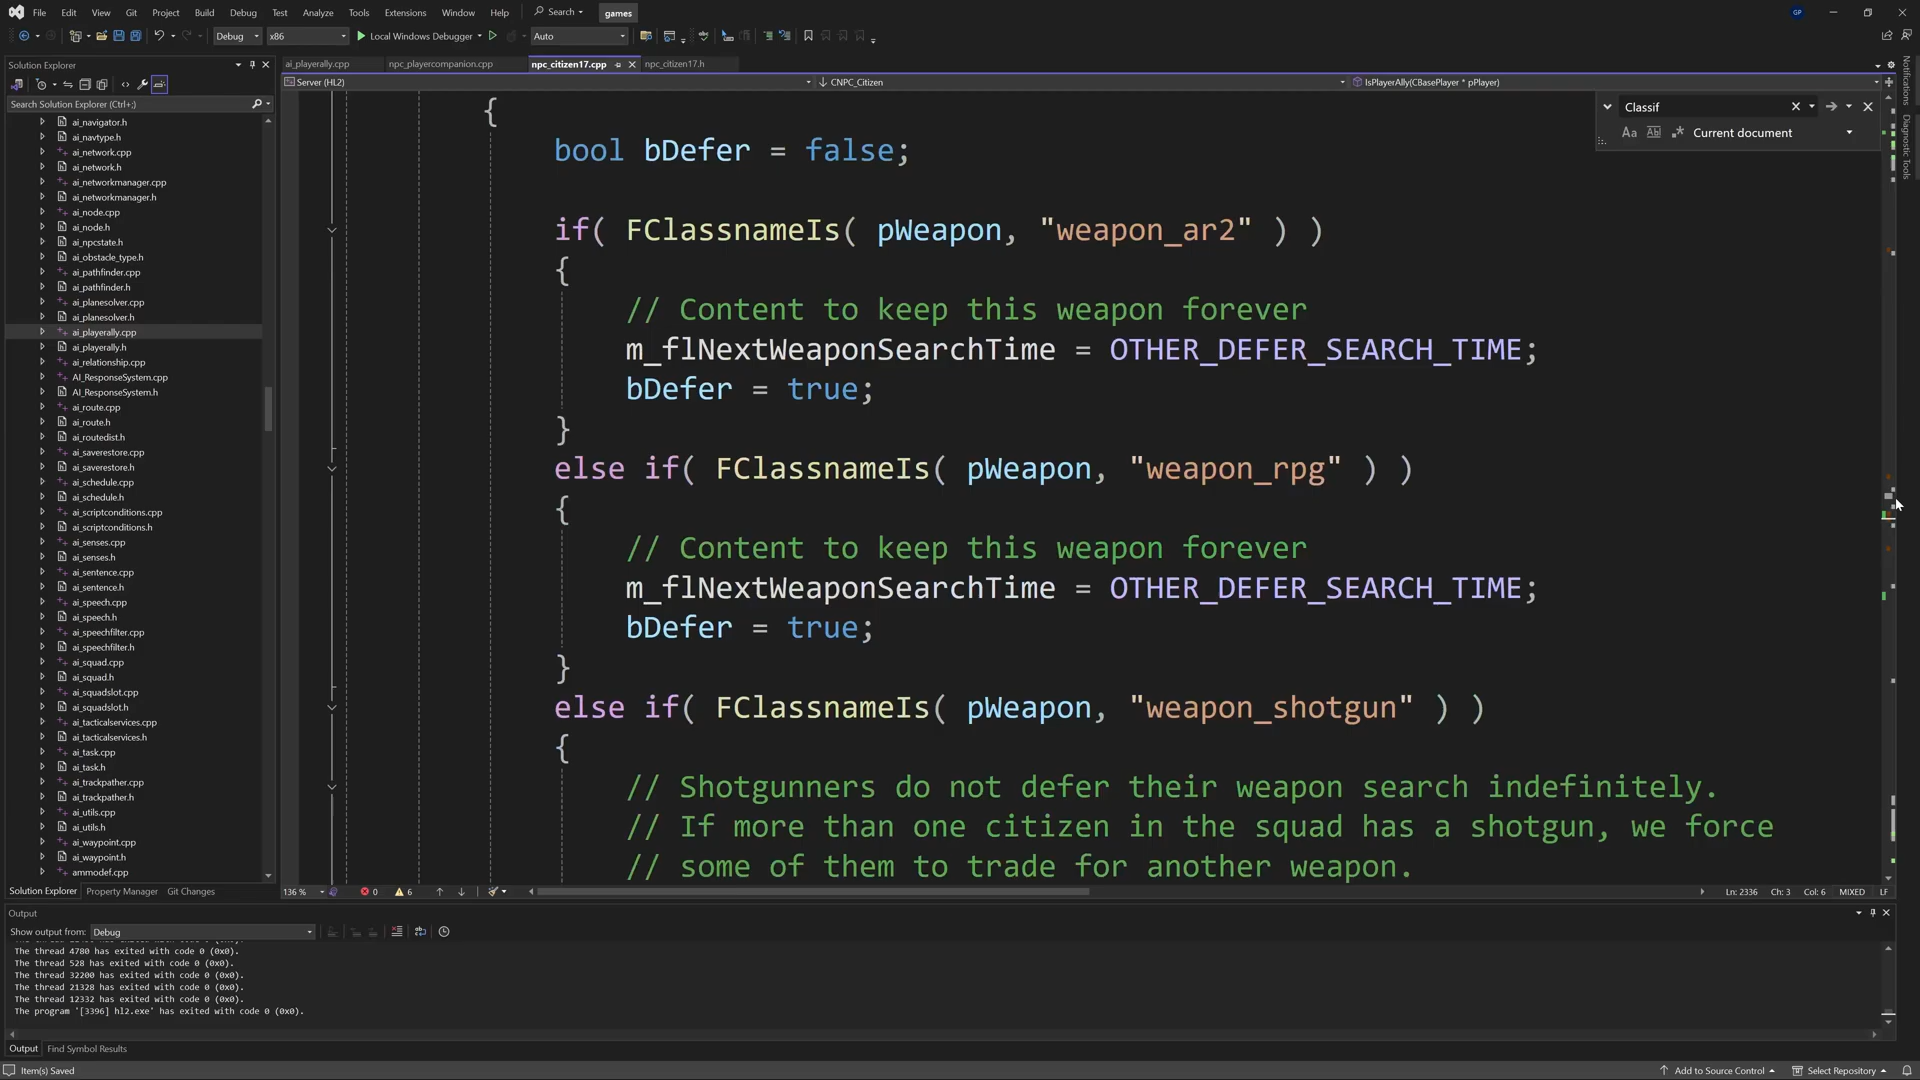 File Edit View Git Project Build Debug Test Analyze Tools Extensions Window Help Search games GP
Debug x86 Local Windows Debugger Auto
Solution Explorer
Search Solution Explorer (Ctrl+;)
ai_navigator.h
ai_navtype.h
ai_network.cpp
ai_network.h
ai_networkmanager.cpp
ai_networkmanager.h
ai_node.cpp
ai_node.h
ai_npcstate.h
ai_obstacle_type.h
ai_pathfinder.cpp
ai_pathfinder.h
ai_planesolver.cpp
ai_planesolver.h
ai_playerally.cpp
ai_playerally.h
ai_relationship.cpp
AI_ResponseSystem.cpp
AI_ResponseSystem.h
ai_route.cpp
ai_route.h
ai_routedist.h
ai_saverestore.cpp
ai_saverestore.h
ai_schedule.cpp
ai_schedule.h
ai_scriptconditions.cpp
ai_scriptconditions.h
ai_senses.cpp
ai_senses.h
ai_sentence.cpp
ai_sentence.h
ai_speech.cpp
ai_speech.h
ai_speechfilter.cpp
ai_speechfilter.h
ai_squad.cpp
ai_squad.h
ai_squadslot.cpp
ai_squadslot.h
ai_tacticalservices.cpp
ai_tacticalservices.h
ai_task.cpp
ai_task.h
ai_trackpather.cpp
ai_trackpather.h
ai_utils.cpp
ai_utils.h
ai_waypoint.cpp
ai_waypoint.h
ammodef.cpp
Solution Explorer Property Manager Git Changes
ai_playerally.cpp npc_playercompanion.cpp npc_citizen17.cpp npc_citizen17.h
Server (HL2) CNPC_Citizen IsPlayerAlly(CBasePlayer * pPlayer)
Classif
Aa Ab Current document
{
bool bDefer = false;
if( FClassnameIs( pWeapon, "weapon_ar2" ) )
{
// Content to keep this weapon forever
m_flNextWeaponSearchTime = OTHER_DEFER_SEARCH_TIME;
bDefer = true;
}
else if( FClassnameIs( pWeapon, "weapon_rpg" ) )
{
// Content to keep this weapon forever
m_flNextWeaponSearchTime = OTHER_DEFER_SEARCH_TIME;
bDefer = true;
}
else if( FClassnameIs( pWeapon, "weapon_shotgun" ) )
{
// Shotgunners do not defer their weapon search indefinitely.
// If more than one citizen in the squad has a shotgun, we force
// some of them to trade for another weapon.
136 % 0 6 Ln: 2336 Ch: 3 Col: 6 MIXED LF
Notifications
Diagnostic Tools
Output
Show output from: Debug
The thread 4780 has exited with code 0 (0x0).
The thread 528 has exited with code 0 (0x0).
The thread 32200 has exited with code 0 (0x0).
The thread 21328 has exited with code 0 (0x0).
The thread 12332 has exited with code 0 (0x0).
The program '[3396] hl2.exe' has exited with code 0 (0x0).
Output Find Symbol Results
Item(s) Saved Add to Source Control Select Repository